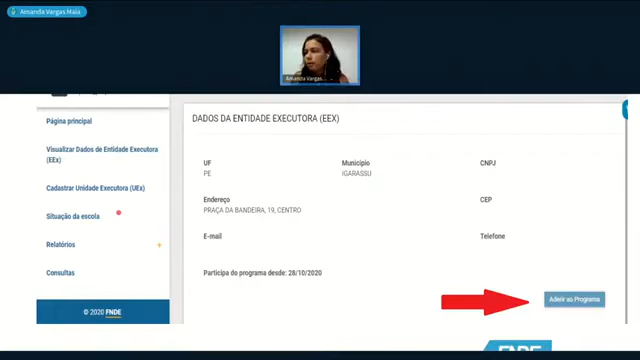 Amanda Vargas Maia
Amanda Vargas...
Página principal
Visualizar Dados de Entidade Executora
(EEx)
Cadastrar Unidade Executora (UEx)
Situação da escola
Relatórios
+
Consultas
© 2020 FNDE
DADOS DA ENTIDADE EXECUTORA (EEX)
UF
PE
Município
IGARASSU
CNPJ
Endereço
PRAÇA DA BANDEIRA, 19, CENTRO
CEP
E-mail
Telefone
Participa do programa desde: 28/10/2020
Aderir ao Programa
FNDE